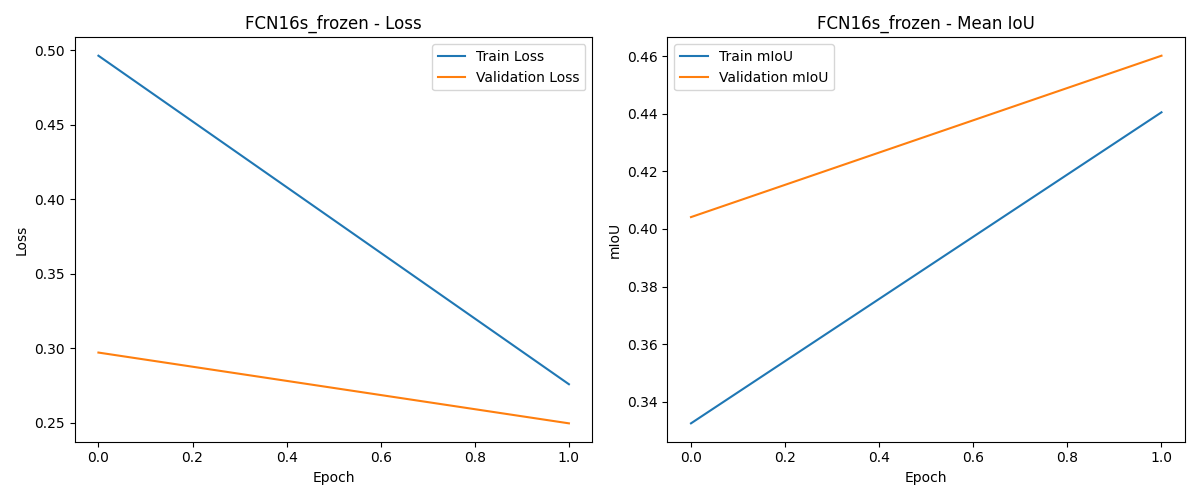 FCN16s_frozen - Loss
0.50
0.45
0.40
0.35
0.30
0.25
Loss
Train Loss
Validation Loss
0.0 0.2 0.4 0.6 0.8 1.0
Epoch
FCN16s_frozen - Mean IoU
0.46
0.44
0.42
0.40
0.38
0.36
0.34
mIoU
Train mIoU
Validation mIoU
0.0 0.2 0.4 0.6 0.8 1.0
Epoch